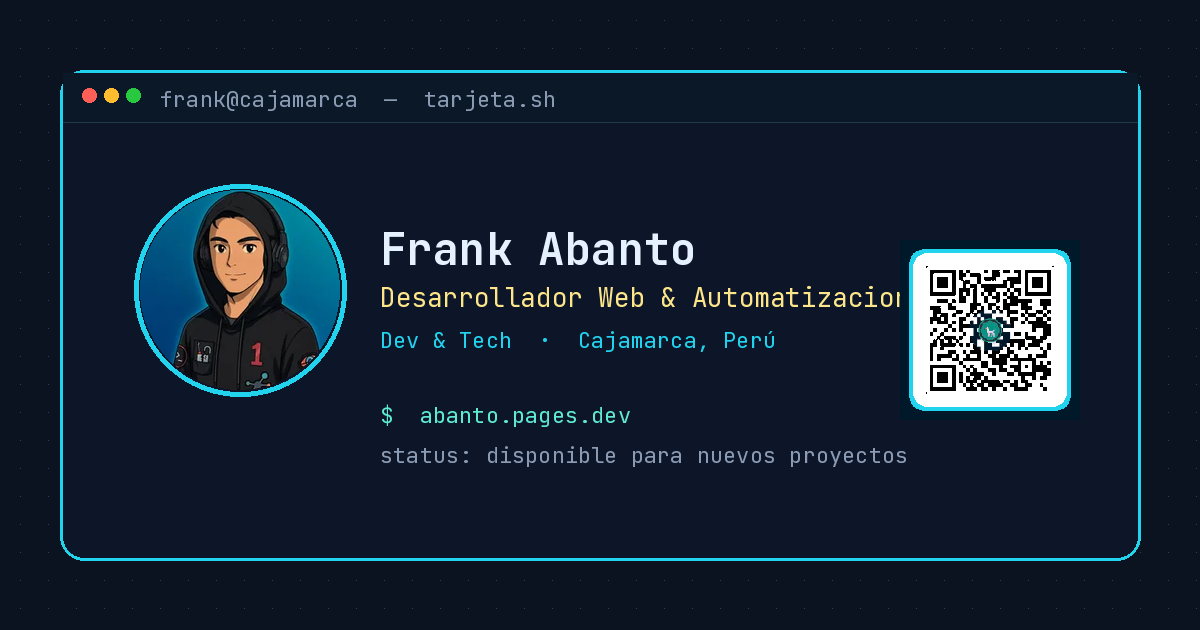 frank@cajamarca — tarjeta.sh
Frank Abanto
Desarrollador Web & Automatizacion
Dev & Tech · Cajamarca, Perú
1
$ abanto.pages.dev
status: disponible para nuevos proyectos